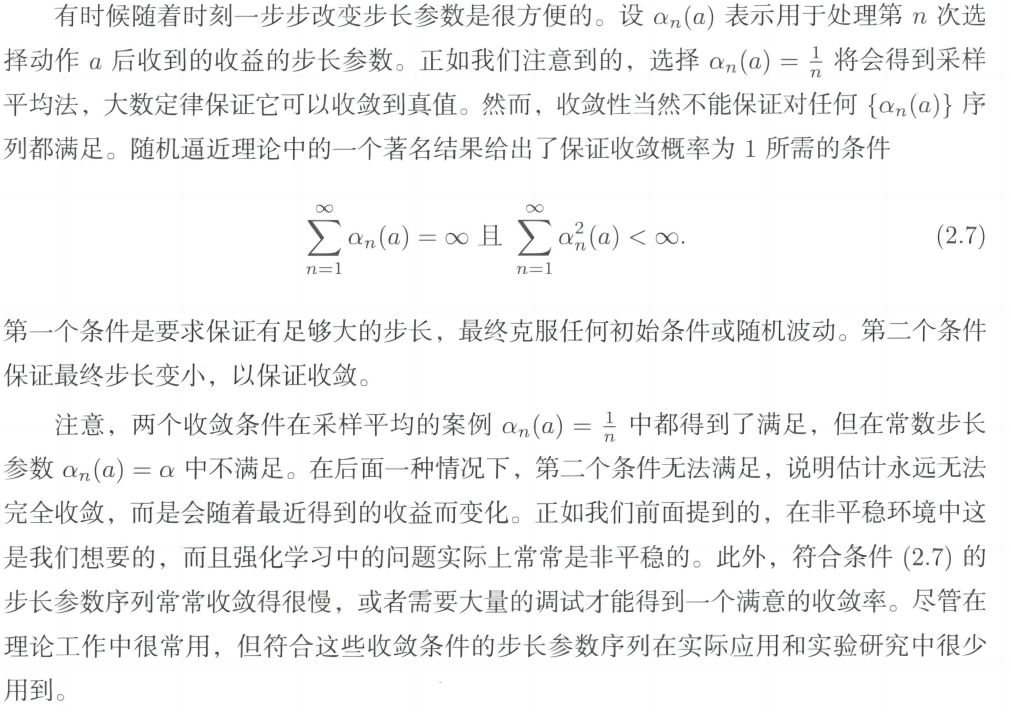 有时候随着时刻一步步改变步长参数是很方便的。设 αₙ(a) 表示用于处理第 n 次选
择动作 a 后收到的收益的步长参数。正如我们注意到的，选择 αₙ(a) = 1/n 将会得到采样
平均法，大数定律保证它可以收敛到真值。然而，收敛性当然不能保证对任何 {αₙ(a)} 序
列都满足。随机逼近理论中的一个著名结果给出了保证收敛概率为 1 所需的条件
∑_{n=1}^{∞} αₙ(a) = ∞ 且 ∑_{n=1}^{∞} αₙ²(a) < ∞. (2.7)
第一个条件是要求保证有足够大的步长，最终克服任何初始条件或随机波动。第二个条件
保证最终步长变小，以保证收敛。
注意，两个收敛条件在采样平均的案例 αₙ(a) = 1/n 中都得到了满足，但在常数步长
参数 αₙ(a) = α 中不满足。在后面一种情况下，第二个条件无法满足，说明估计永远无法
完全收敛，而是会随着最近得到的收益而变化。正如我们前面提到的，在非平稳环境中这
是我们想要的，而且强化学习中的问题实际上常常是非平稳的。此外，符合条件 (2.7) 的
步长参数序列常常收敛得很慢，或者需要大量的调试才能得到一个满意的收敛率。尽管在
理论工作中很常用，但符合这些收敛条件的步长参数序列在实际应用和实验研究中很少
用到。